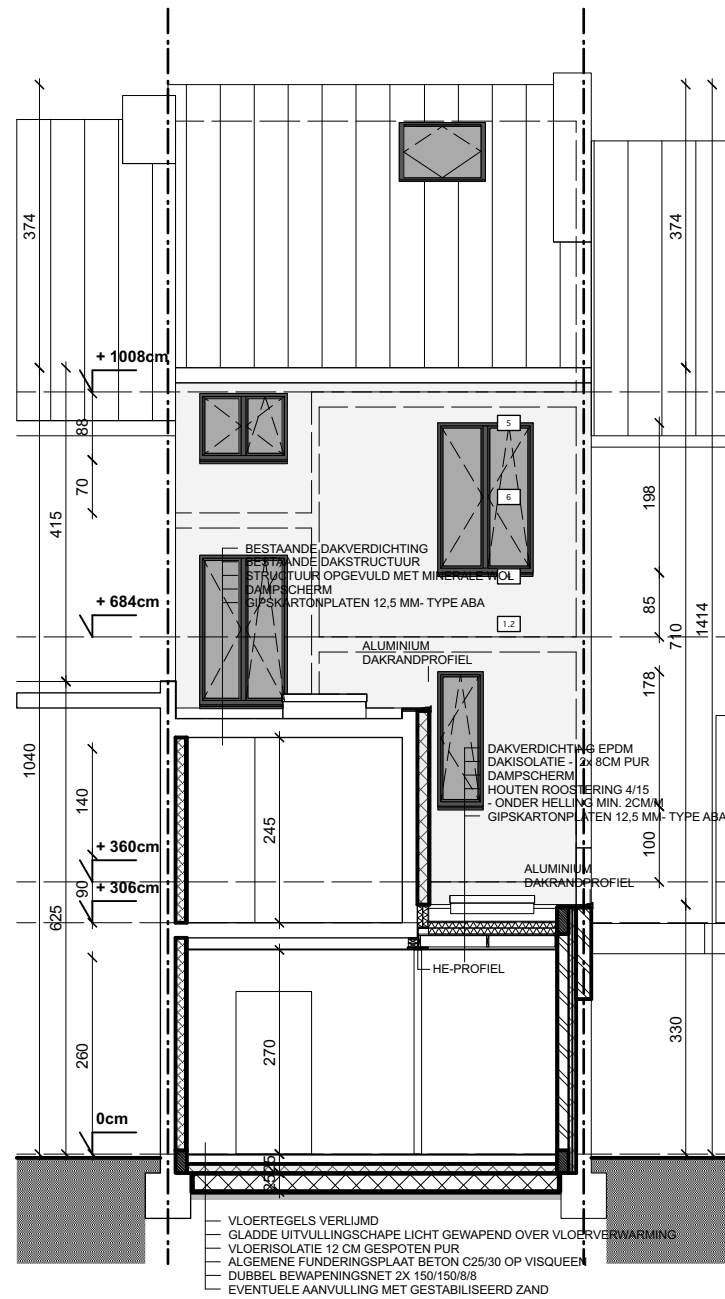 374
374
+ 1008cm
88
5
70
198
6
415
BESTAANDE DAKVERDICHTING
BESTAANDE DAKSTRUCTUUR
STRUCTUUR OPGEVULD MET MINERALE WOL
DAMPSCHERM
GIPSKARTONPLATEN 12,5 MM- TYPE ABA
+ 684cm
85
1.2
710
1414
ALUMINIUM
DAKRANDPROFIEL
178
1040
DAKVERDICHTING EPDM
DAKISOLATIE - 2x 8CM PUR
DAMPSCHERM
HOUTEN ROOSTERING 4/15
- ONDER HELLING MIN. 2CM/M
GIPSKARTONPLATEN 12,5 MM- TYPE ABA
140
245
100
+ 360cm
ALUMINIUM
DAKRANDPROFIEL
90
+ 306cm
625
HE-PROFIEL
260
270
330
0cm
VLOERTEGELS VERLIJMD
GLADDE UITVULLINGSCHAPE LICHT GEWAPEND OVER VLOERVERWARMING
VLOERISOLATIE 12 CM GESPOTEN PUR
ALGEMENE FUNDERINGSPLAAT BETON C25/30 OP VISQUEEN
DUBBEL BEWAPENINGSNET 2X 150/150/8/8
EVENTUELE AANVULLING MET GESTABILISEERD ZAND